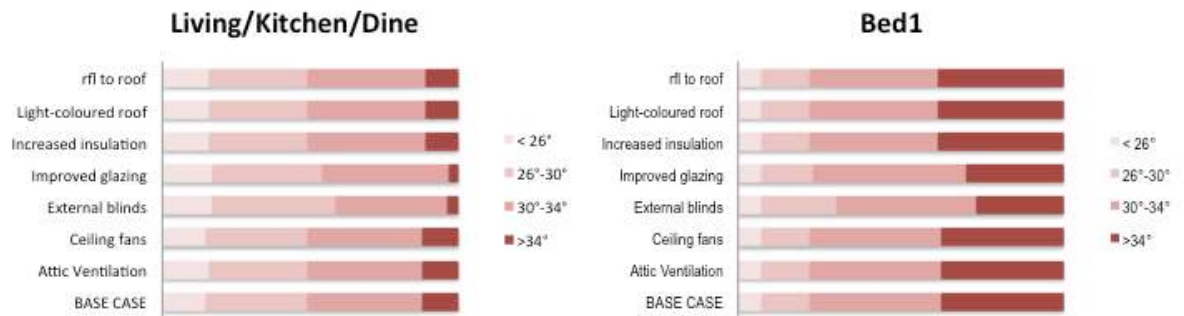 Living/Kitchen/Dine
rfl to roof
Light-coloured roof
Increased insulation
Improved glazing
External blinds
Ceiling fans
Attic Ventilation
BASE CASE
< 26°
26°-30°
30°-34°
>34°
Bed1
rfl to roof
Light-coloured roof
Increased insulation
Improved glazing
External blinds
Ceiling fans
Attic Ventilation
BASE CASE
< 26°
26°-30°
30°-34°
>34°